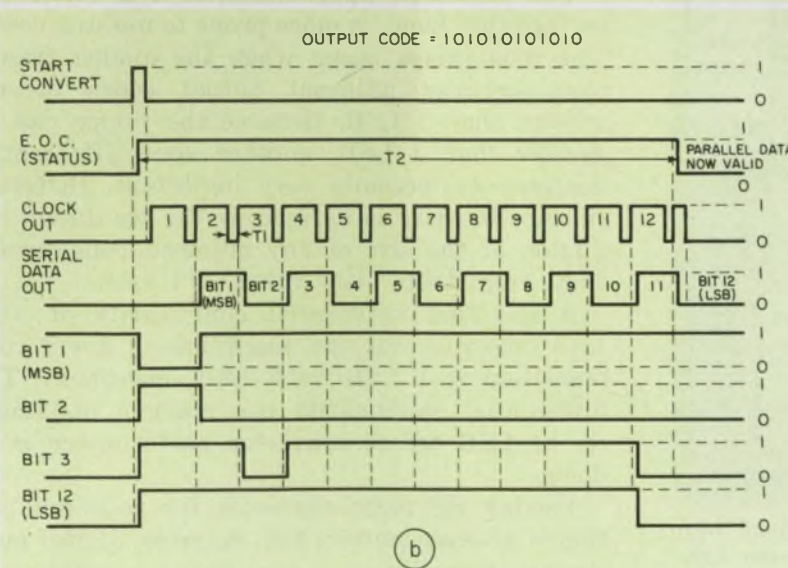 OUTPUT CODE = 101010101010
START
CONVERT
1
0
E.O.C.
(STATUS)
T2
1
PARALLEL DATA
NOW VALID
0
CLOCK
OUT
1 2 3 4 5 6 7 8 9 10 11 12
T1
1
0
SERIAL
DATA
OUT
BIT 1
(MSB)
BIT 2 3 4 5 6 7 8 9 10 11
BIT 12
(LSB)
1
0
BIT 1
(MSB)
1
0
BIT 2
1
0
BIT 3
1
0
BIT 12
(LSB)
1
0
b